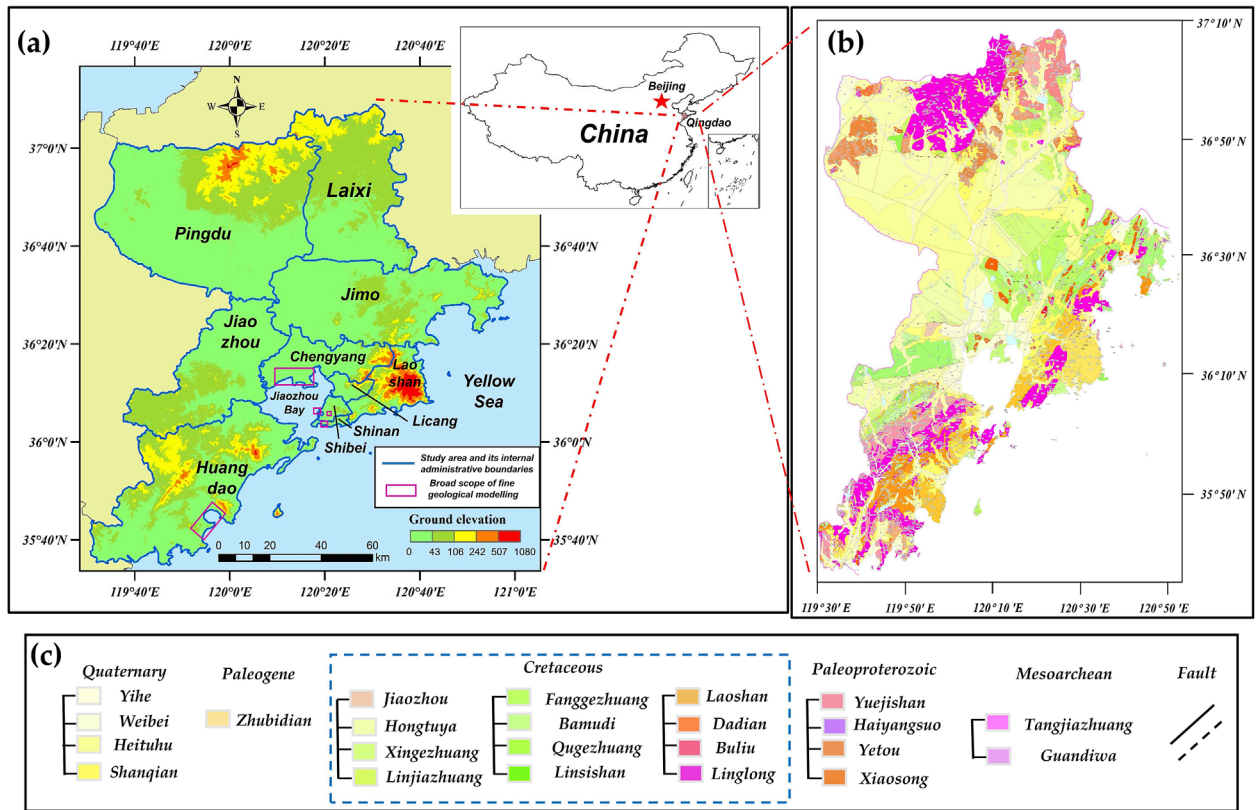 (a)
119°40′E 120°0′E 120°20′E 120°40′E
N
W E
S
37°0′N
36°40′N
36°20′N
36°0′N
35°40′N
Pingdu
Laixi
Jimo
Jiao
zhou
Chengyang
Lao
shan
Jiaozhou
Bay
Licang
Shinan
Shibei
Huang
dao
Yellow
Sea
36°40′N
36°20′N
36°0′N
35°40′N
Study area and its internal
administrative boundaries
Broad scope of fine
geological modelling
Ground elevation
0 43 106 242 507 1080
0 10 20 40 60
km
119°40′E 120°0′E 120°20′E 120°40′E 121°0′E
Beijing
China
Qingdao
(b)
37°10′N
36°50′N
36°30′N
36°10′N
35°50′N
119°30′E 119°50′E 120°10′E 120°30′E 120°50′E
(c)
Quaternary
Yihe
Weibei
Heituhu
Shanqian
Paleogene
Zhubidian
Cretaceous
Jiaozhou
Hongtuya
Xingezhuang
Linjiazhuang
Fanggezhuang
Bamudi
Qugezhuang
Linsishan
Laoshan
Dadian
Buliu
Linglong
Paleoproterozoic
Yuejishan
Haiyangsuo
Yetou
Xiaosong
Mesoarchean
Tangjiazhuang
Guandiwa
Fault